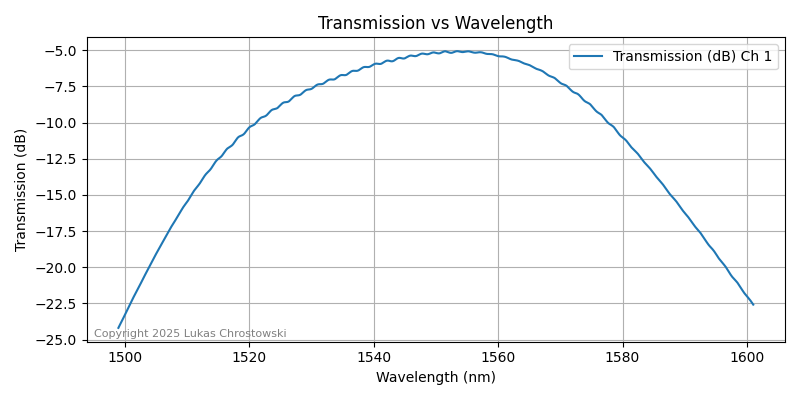 Transmission vs Wavelength
Transmission (dB) Ch 1
Transmission (dB)
−5.0
−7.5
−10.0
−12.5
−15.0
−17.5
−20.0
−22.5
−25.0
Copyright 2025 Lukas Chrostowski
1500 1520 1540 1560 1580 1600
Wavelength (nm)